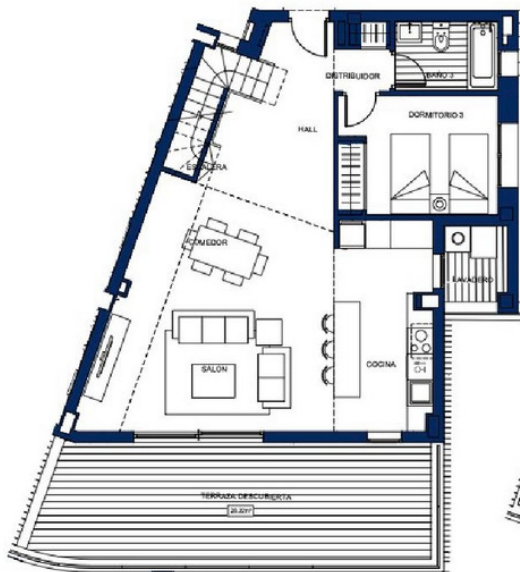 DISTRIBUIDOR
BAÑO 3
DORMITORIO 3
HALL
ESCALERA
COMEDOR
LAVADERO
SALON
COCINA
TERRAZA DESCUBIERTA